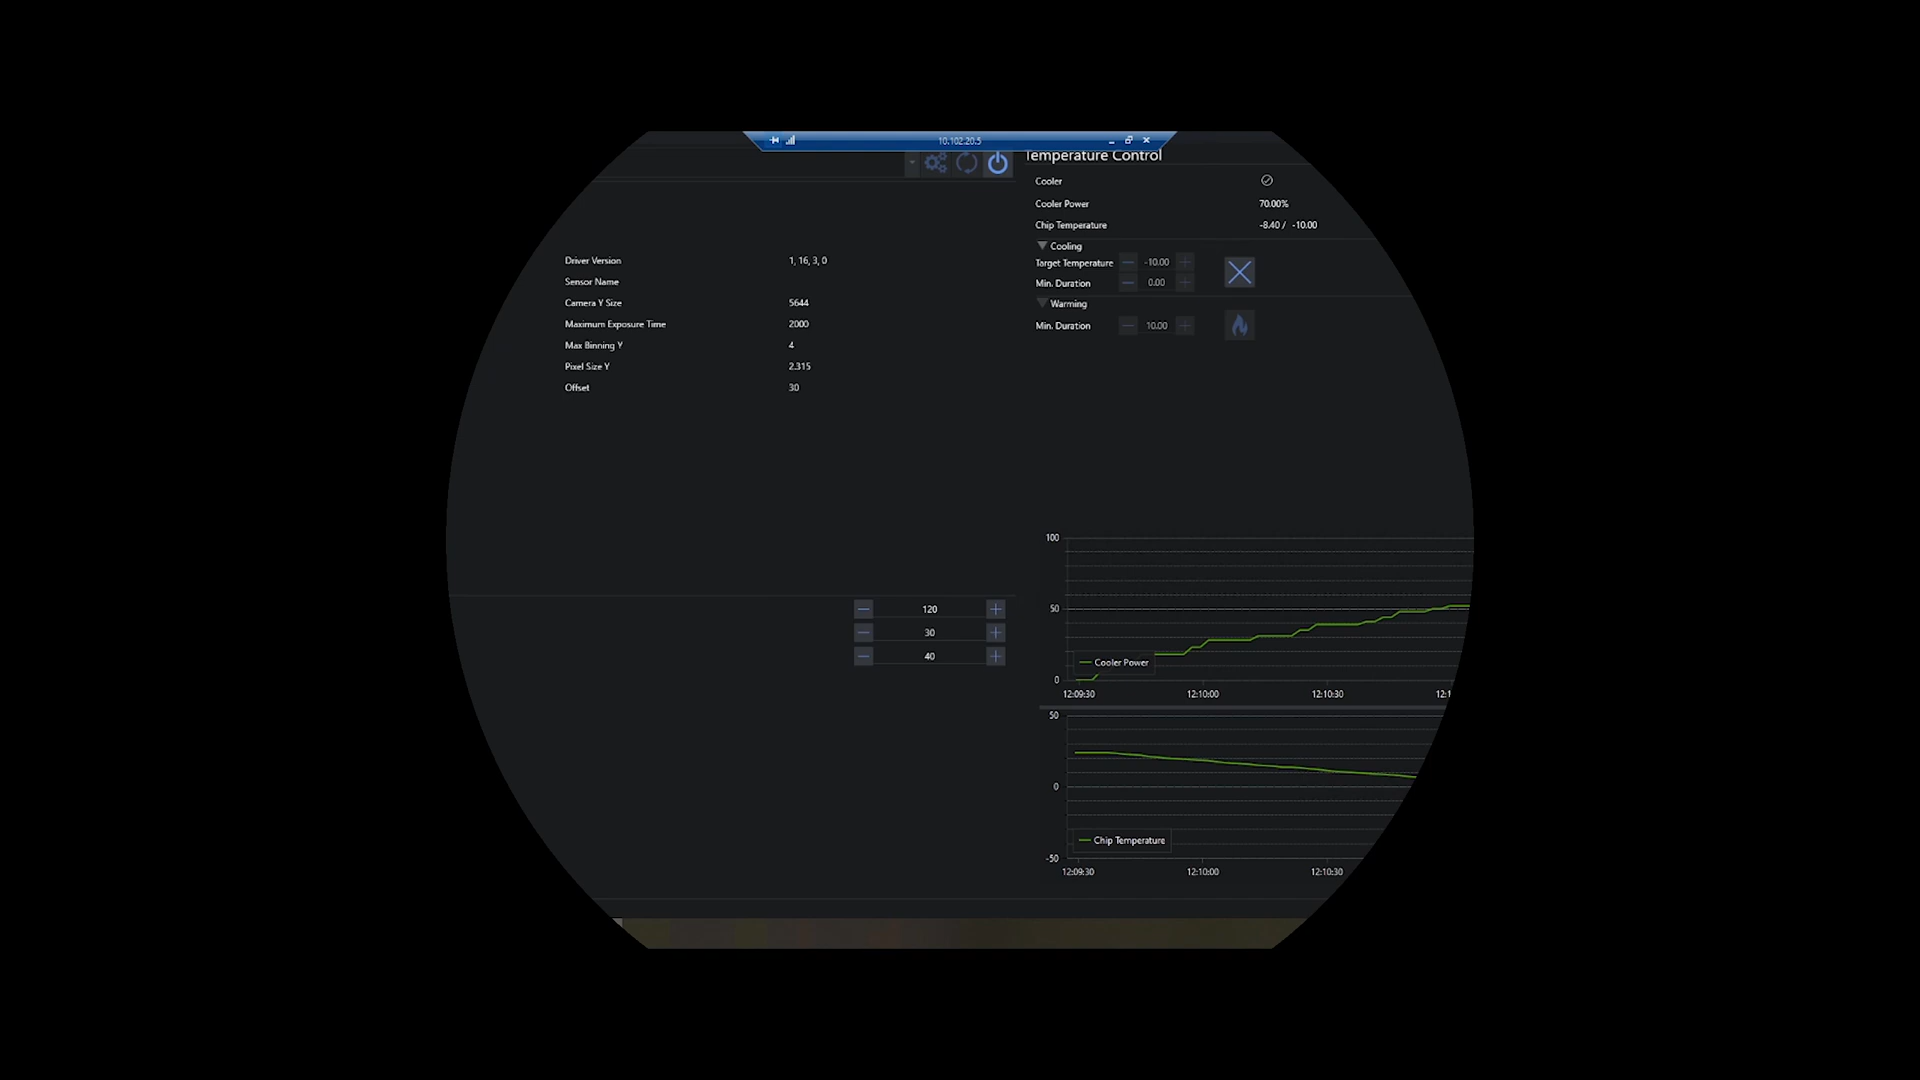 10.102.20.5
Temperature Control
Cooler
Cooler Power 70.00%
Chip Temperature -8.40 / -10.00
Cooling
Target Temperature -10.00
Min. Duration 0.00
Warming
Min. Duration 10.00
Driver Version 1, 16, 3, 0
Sensor Name
Camera Y Size 5644
Maximum Exposure Time 2000
Max Binning Y 4
Pixel Size Y 2.315
Offset 30
120
30
40
100
50
0
Cooler Power
12:09:30 12:10:00 12:10:30 12:1
50
0
-50
Chip Temperature
12:09:30 12:10:00 12:10:30